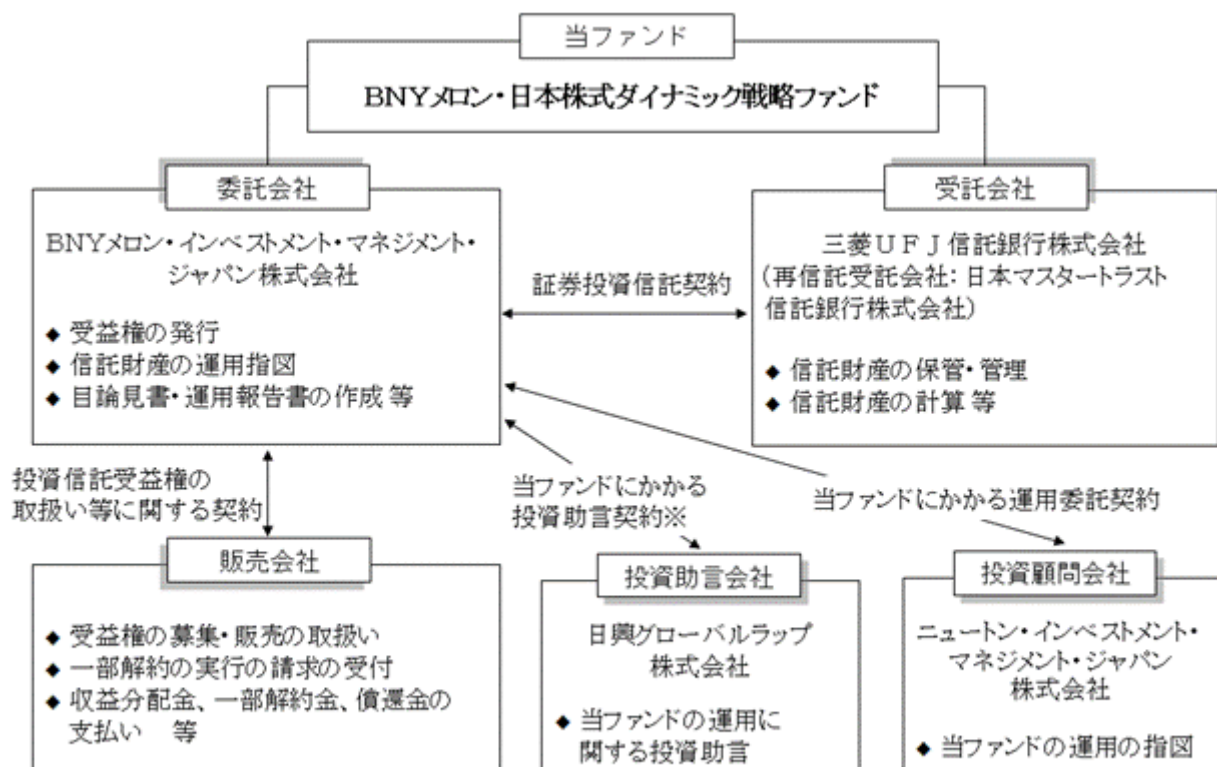 当ファンド
BNYメロン・日本株式ダイナミック戦略ファンド
委託会社
BNYメロン・インベストメント・マネジメント・
ジャパン株式会社
◆ 受益権の発行
◆ 信託財産の運用指図
◆ 目論見書・運用報告書の作成 等
証券投資信託契約
受託会社
三菱UFJ信託銀行株式会社
(再信託受託会社: 日本マスタートラスト
信託銀行株式会社)
◆ 信託財産の保管・管理
◆ 信託財産の計算 等
投資信託受益権の
取扱い等に関する契約
当ファンドにかかる
投資助言契約※
当ファンドにかかる運用委託契約
販売会社
◆ 受益権の募集・販売の取扱い
◆ 一部解約の実行の請求の受付
◆ 収益分配金、一部解約金、償還金の
支払い 等
投資助言会社
日興グローバルラップ
株式会社
◆ 当ファンドの運用に
関する投資助言
投資顧問会社
ニュートン・インベストメント・
マネジメント・ジャパン
株式会社
◆ 当ファンドの運用の指図